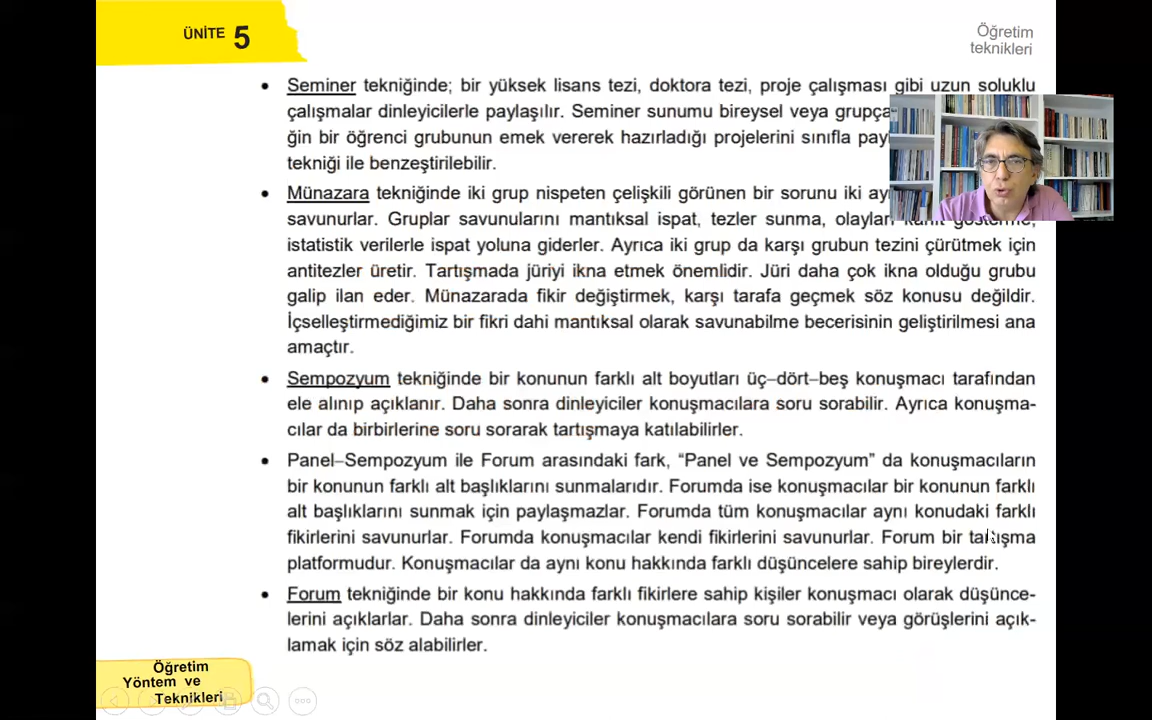 ÜNİTE 5
Öğretim
teknikleri
• Seminer tekniğinde; bir yüksek lisans tezi, doktora tezi, proje çalışması gibi uzun soluklu
çalışmalar dinleyicilerle paylaşılır. Seminer sunumu bireysel veya grupça
ğin bir öğrenci grubunun emek vererek hazırladığı projelerini sınıfla
tekniği ile benzeştirilebilir.
• Münazara tekniğinde iki grup nispeten çelişkili görünen bir sorunu iki
savunurlar. Gruplar savunularını mantıksal ispat, tezler sunma, olayları kanıt gösterme,
istatistik verilerle ispat yoluna giderler. Ayrıca iki grup da karşı grubun tezini çürütmek için
antitezler üretir. Tartışmada jüriyi ikna etmek önemlidir. Jüri daha çok ikna olduğu grubu
galip ilan eder. Münazarada fikir değiştirmek, karşı tarafa geçmek söz konusu değildir.
İçselleştirmediğimiz bir fikri dahi mantıksal olarak savunabilme becerisinin geliştirilmesi ana
amaçtır.
• Sempozyum tekniğinde bir konunun farklı alt boyutları üç–dört–beş konuşmacı tarafından
ele alınıp açıklanır. Daha sonra dinleyiciler konuşmacılara soru sorabilir. Ayrıca konuşma-
cılar da birbirlerine soru sorarak tartışmaya katılabilirler.
• Panel–Sempozyum ile Forum arasındaki fark, “Panel ve Sempozyum” da konuşmacıların
bir konunun farklı alt başlıklarını sunmalarıdır. Forumda ise konuşmacılar bir konunun farklı
alt başlıklarını sunmak için paylaşmazlar. Forumda tüm konuşmacılar aynı konudaki farklı
fikirlerini savunurlar. Forumda konuşmacılar kendi fikirlerini savunurlar. Forum bir tartışma
platformudur. Konuşmacılar da aynı konu hakkında farklı düşüncelere sahip bireylerdir.
• Forum tekniğinde bir konu hakkında farklı fikirlere sahip kişiler konuşmacı olarak düşünce-
lerini açıklarlar. Daha sonra dinleyiciler konuşmacılara soru sorabilir veya görüşlerini açık-
lamak için söz alabilirler.
Öğretim
Yöntem ve
Teknikleri